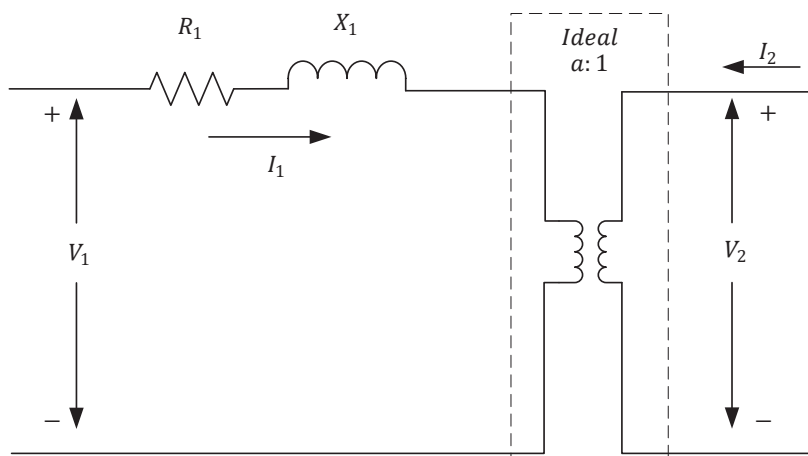 R₁
X₁
Ideal
a: 1
I₂
+
+
I₁
V₁
V₂
−
−